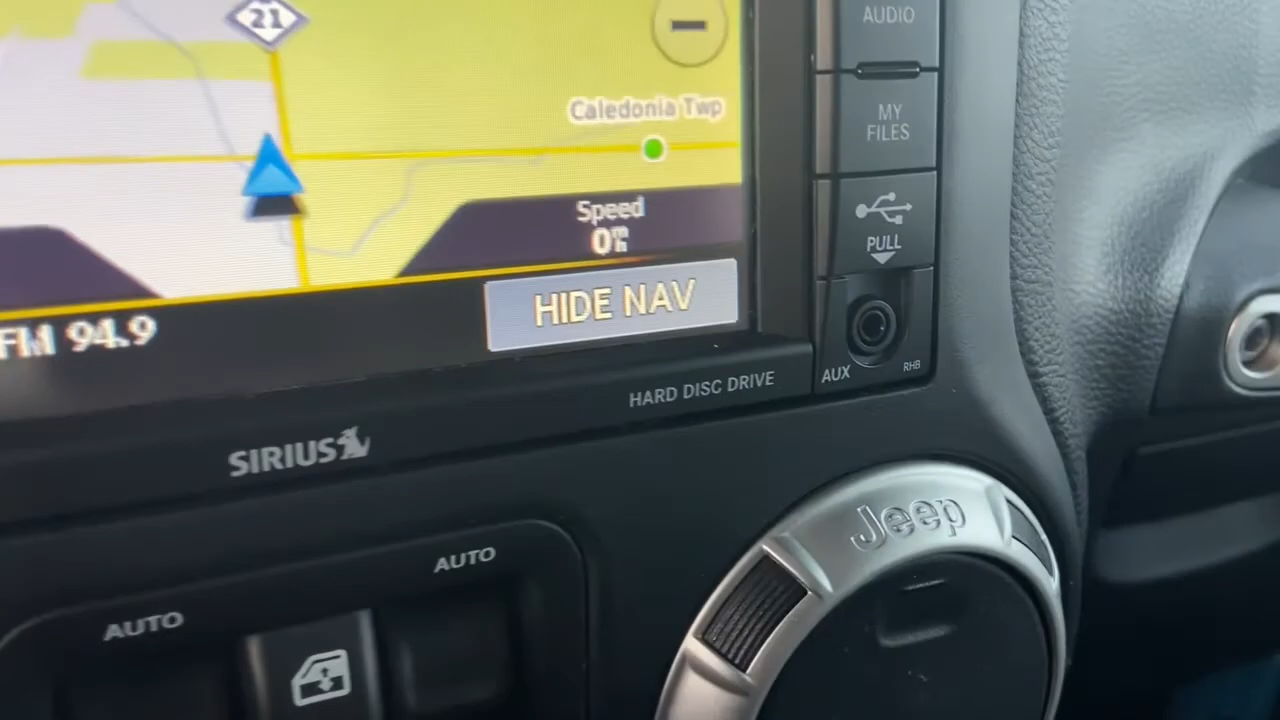 21
AUDIO
Caledonia Twp
MY
FILES
Speed
0 mh
PULL
HIDE NAV
FM 94.9
AUX
RHB
HARD DISC DRIVE
SIRIUS
Jeep
AUTO
AUTO